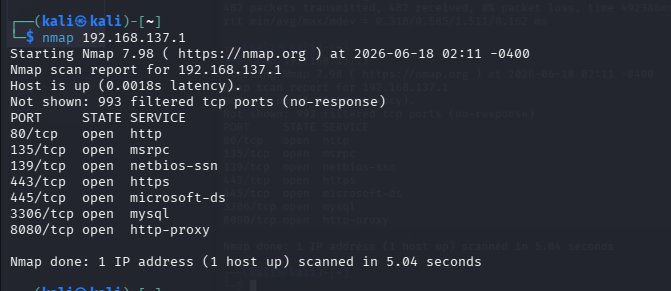 (kali㉿kali)-[~]
$ nmap 192.168.137.1
Starting Nmap 7.98 ( https://nmap.org ) at 2026-06-18 02:11 -0400
Nmap scan report for 192.168.137.1
Host is up (0.0018s latency).
Not shown: 993 filtered tcp ports (no-response)
PORT     STATE SERVICE
80/tcp   open  http
135/tcp  open  msrpc
139/tcp  open  netbios-ssn
443/tcp  open  https
445/tcp  open  microsoft-ds
3306/tcp open  mysql
8080/tcp open  http-proxy
Nmap done: 1 IP address (1 host up) scanned in 5.04 seconds